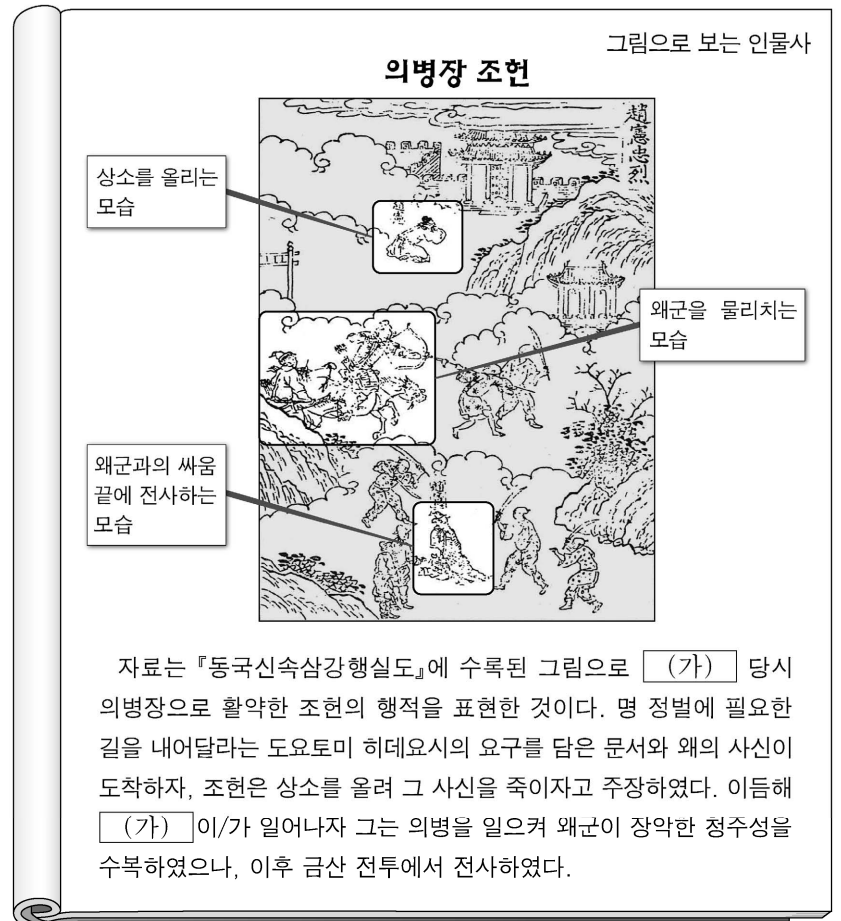 그림으로 보는 인물사
의병장 조헌
趙憲忠烈
상소를 올리는
모습
왜군을 물리치는
모습
왜군과의 싸움
끝에 전사하는
모습
자료는 『동국신속삼강행실도』에 수록된 그림으로 (가) 당시
의병장으로 활약한 조헌의 행적을 표현한 것이다. 명 정벌에 필요한
길을 내어달라는 도요토미 히데요시의 요구를 담은 문서와 왜의 사신이
도착하자, 조헌은 상소를 올려 그 사신을 죽이자고 주장하였다. 이듬해
(가) 이/가 일어나자 그는 의병을 일으켜 왜군이 장악한 청주성을
수복하였으나, 이후 금산 전투에서 전사하였다.